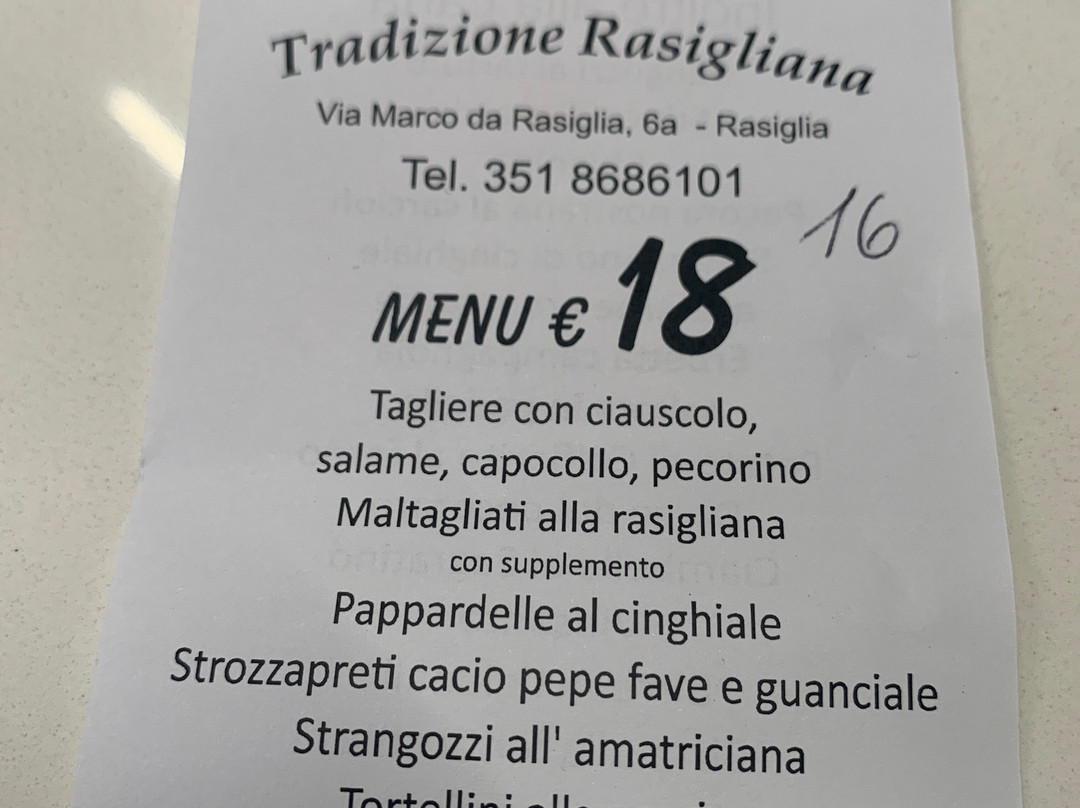 Tradizione Rasigliana
Via Marco da Rasiglia, 6a - Rasiglia
Tel. 351 8686101
16
MENU € 18
Tagliere con ciauscolo,
salame, capocollo, pecorino
Maltagliati alla rasigliana
con supplemento
Pappardelle al cinghiale
Strozzapreti cacio pepe fave e guanciale
Strangozzi all' amatriciana
Tortellini